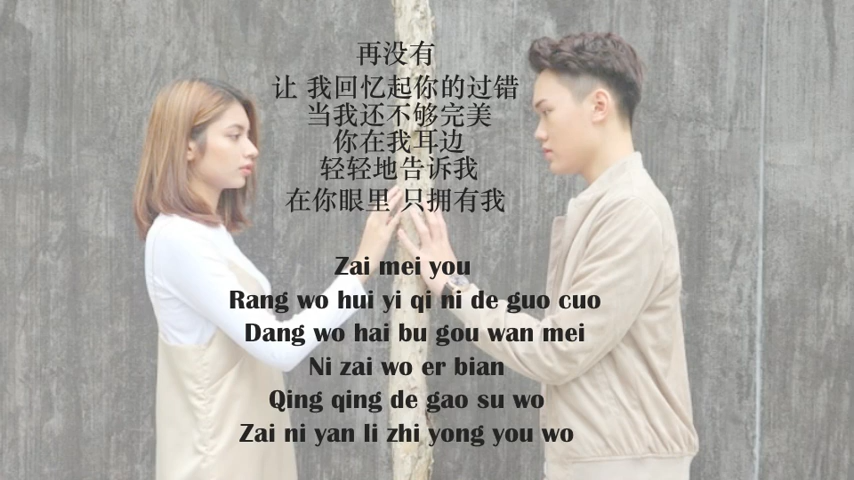 再没有
让 我回忆起你的过错
当我还不够完美
你在我耳边
轻轻地告诉我
在你眼里 只拥有我
Zai mei you
Rang wo hui yi qi ni de guo cuo
Dang wo hai bu gou wan mei
Ni zai wo er bian
Qing qing de gao su wo
Zai ni yan li zhi yong you wo